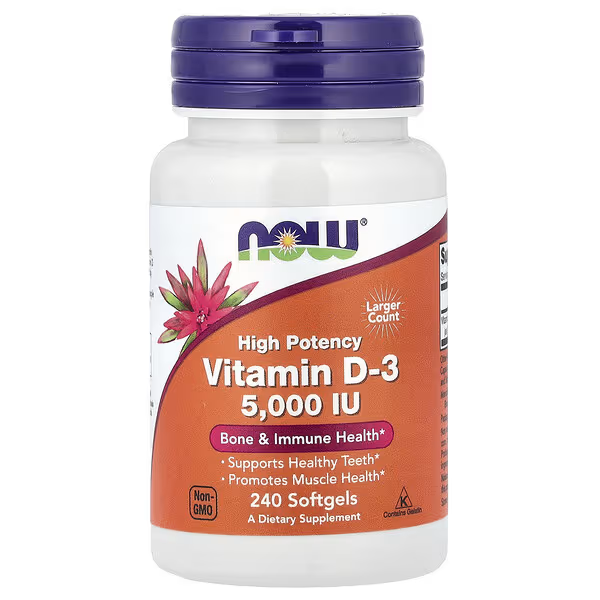 NOW®
Larger
Count
High Potency
Vitamin D-3
5,000 IU
Bone & Immune Health*
• Supports Healthy Teeth*
• Promotes Muscle Health*
240 Softgels
A Dietary Supplement
Non-
GMO
K
Contains Gelatin